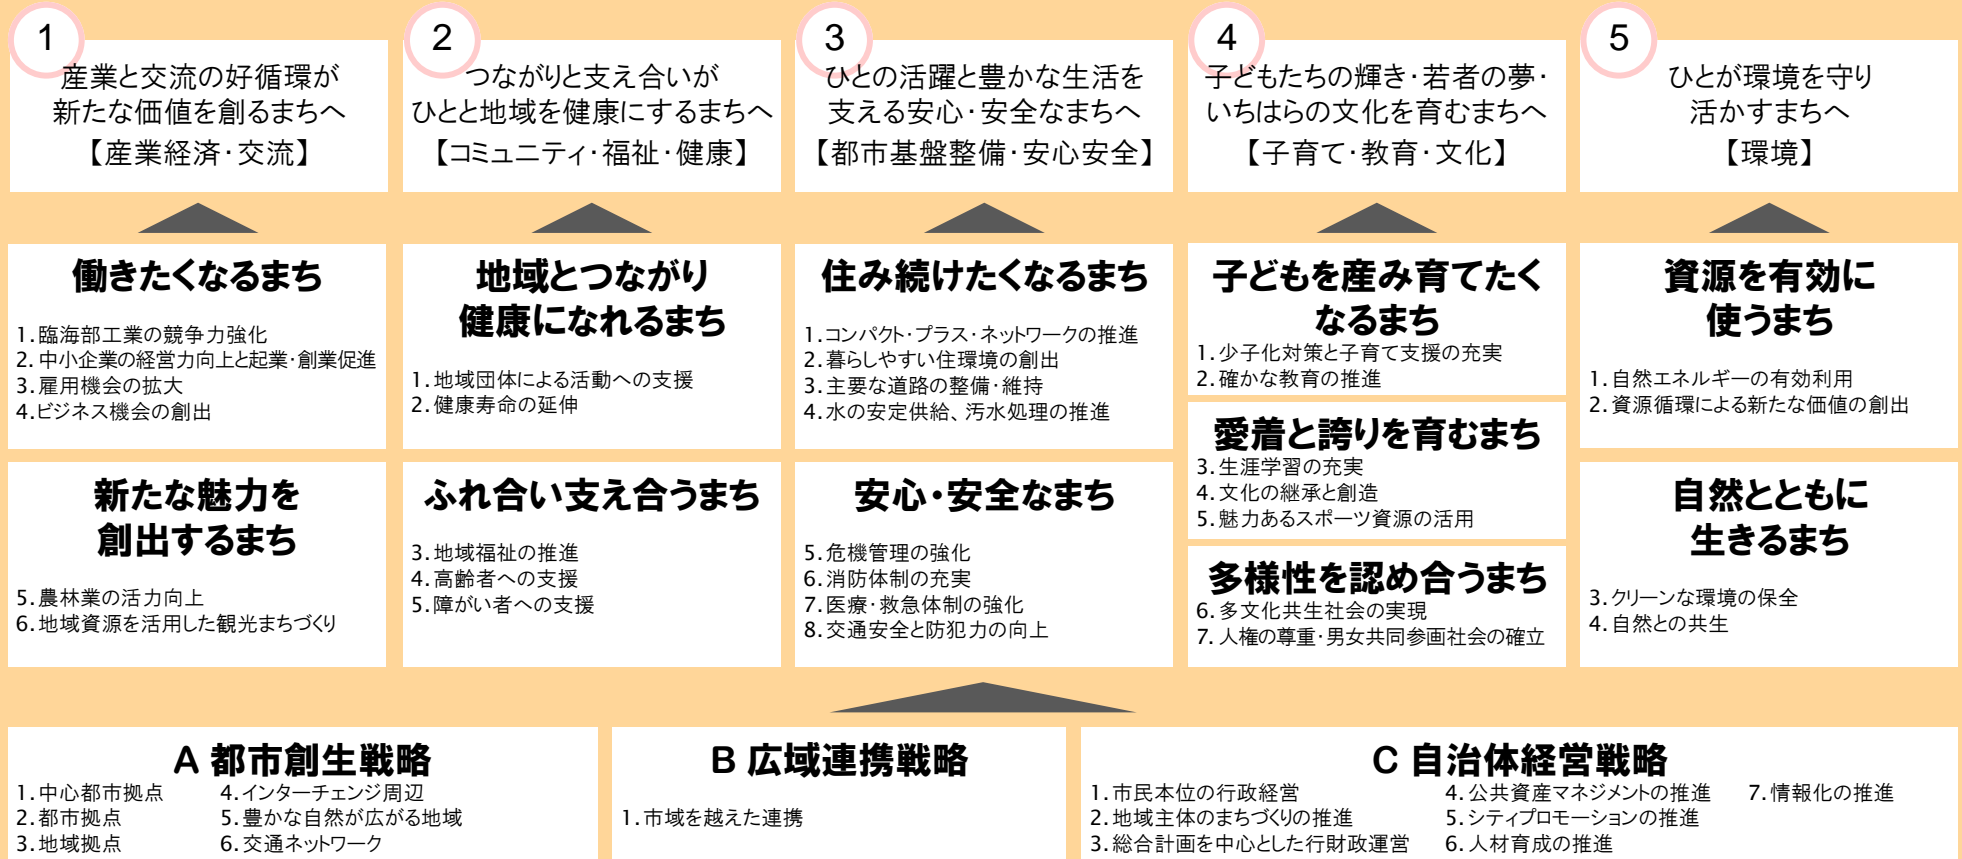 1
産業と交流の好循環が
新たな価値を創るまちへ
【産業経済・交流】
2
つながりと支え合いが
ひとと地域を健康にするまちへ
【コミュニティ・福祉・健康】
3
ひとの活躍と豊かな生活を
支える安心・安全なまちへ
【都市基盤整備・安心安全】
4
子どもたちの輝き・若者の夢・
いちはらの文化を育むまちへ
【子育て・教育・文化】
5
ひとが環境を守り
活かすまちへ
【環境】
働きたくなるまち
1.臨海部工業の競争力強化
2.中小企業の経営力向上と起業・創業促進
3.雇用機会の拡大
4.ビジネス機会の創出
新たな魅力を
創出するまち
5.農林業の活力向上
6.地域資源を活用した観光まちづくり
地域とつながり
健康になれるまち
1.地域団体による活動への支援
2.健康寿命の延伸
ふれ合い支え合うまち
3.地域福祉の推進
4.高齢者への支援
5.障がい者への支援
住み続けたくなるまち
1.コンパクト・プラス・ネットワークの推進
2.暮らしやすい住環境の創出
3.主要な道路の整備・維持
4.水の安定供給、汚水処理の推進
安心・安全なまち
5.危機管理の強化
6.消防体制の充実
7.医療・救急体制の強化
8.交通安全と防犯力の向上
子どもを産み育てたく
なるまち
1.少子化対策と子育て支援の充実
2.確かな教育の推進
愛着と誇りを育むまち
3.生涯学習の充実
4.文化の継承と創造
5.魅力あるスポーツ資源の活用
多様性を認め合うまち
6.多文化共生社会の実現
7.人権の尊重・男女共同参画社会の確立
資源を有効に
使うまち
1.自然エネルギーの有効利用
2.資源循環による新たな価値の創出
自然とともに
生きるまち
3.クリーンな環境の保全
4.自然との共生
A 都市創生戦略
1.中心都市拠点
2.都市拠点
3.地域拠点
4.インターチェンジ周辺
5.豊かな自然が広がる地域
6.交通ネットワーク
B 広域連携戦略
1.市域を越えた連携
C 自治体経営戦略
1.市民本位の行政経営
2.地域主体のまちづくりの推進
3.総合計画を中心とした行財政運営
4.公共資産マネジメントの推進
5.シティプロモーションの推進
6.人材育成の推進
7.情報化の推進